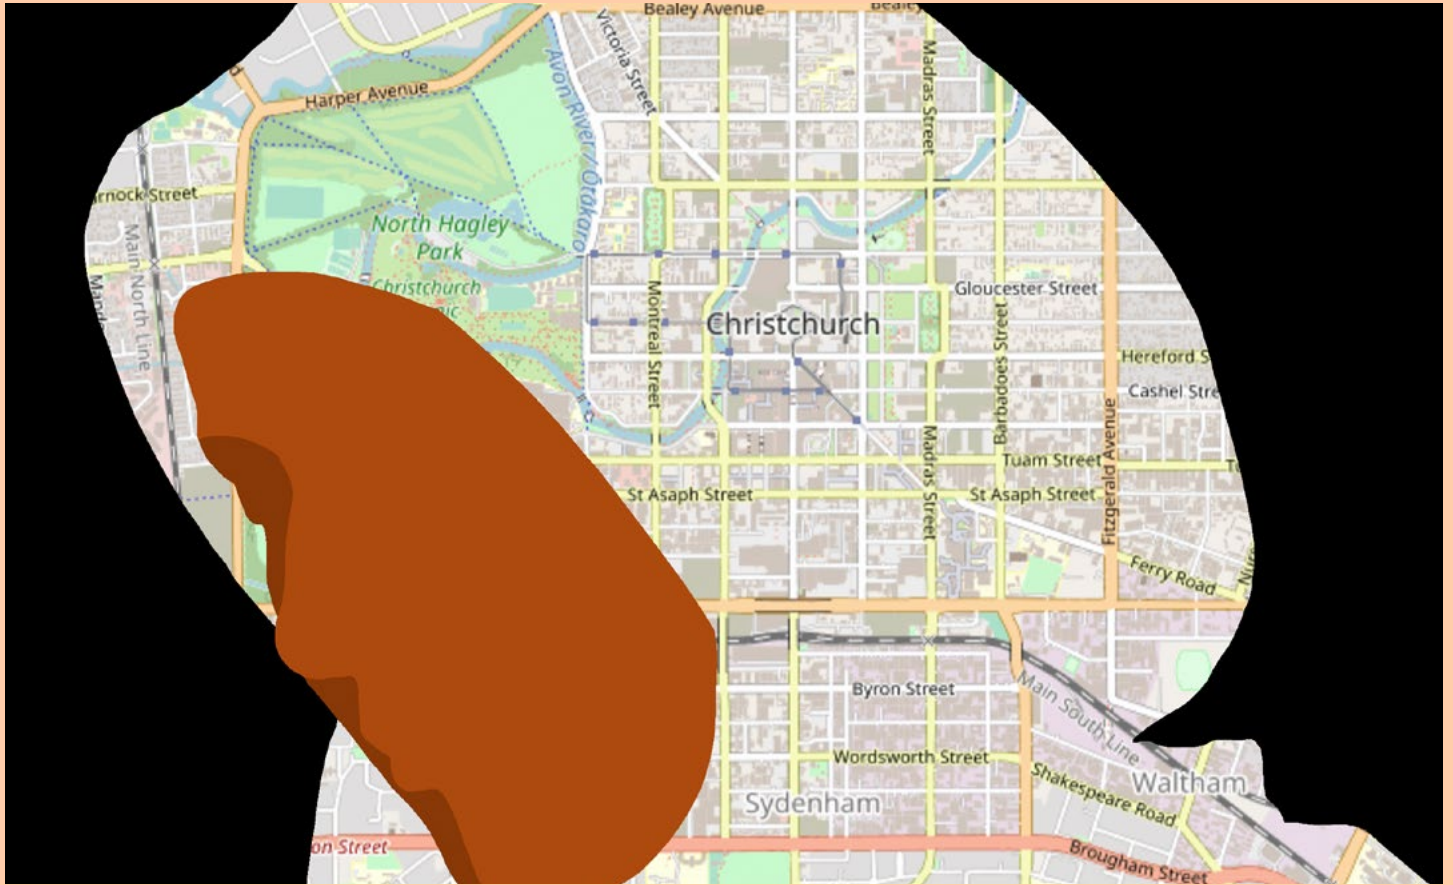 Bealey Avenue
Victoria Street
Madras Street
Harper Avenue
Avon River / Ōtākaro
North Hagley
Park
Main North Line
Christchurch
Montreal Street
Christchurch
Gloucester Street
Barbadoes Street
Hereford S
Cashel Stre
Fitzgerald Avenue
Madras Street
Tuam Street
St Asaph Street
St Asaph Street
Ferry Road
Byron Street
Main South Line
Wordsworth Street
Shakespeare Road
Waltham
Sydenham
on Street
Brougham Street